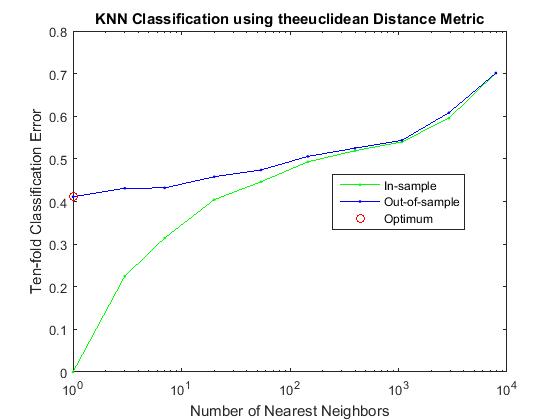 KNN Classification using theeuclidean Distance Metric
0.8
0.7
0.6
0.5
0.4
0.3
0.2
0.1
0
Ten-fold Classification Error
In-sample
Out-of-sample
Optimum
10^0
10^1
10^2
10^3
10^4
Number of Nearest Neighbors